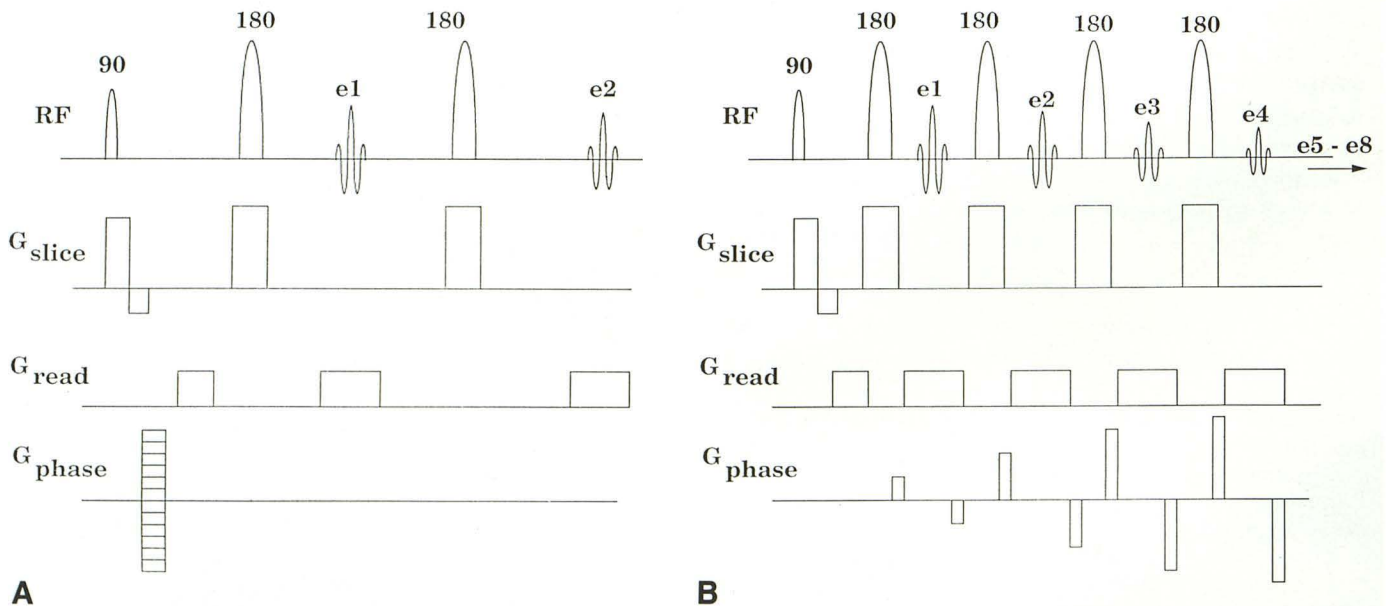 180 180
90
e1 e2
RF
G slice
G read
G phase
A
180 180 180 180
90
e1 e2 e3 e4
e5 - e8
RF
G slice
G read
G phase
B